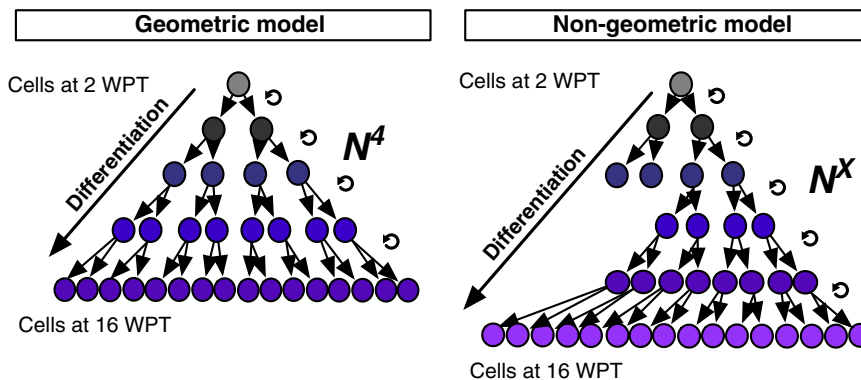 Geometric model
Cells at 2 WPT
Differentiation
N⁴
Cells at 16 WPT
Non-geometric model
Cells at 2 WPT
Differentiation
Nˣ
Cells at 16 WPT